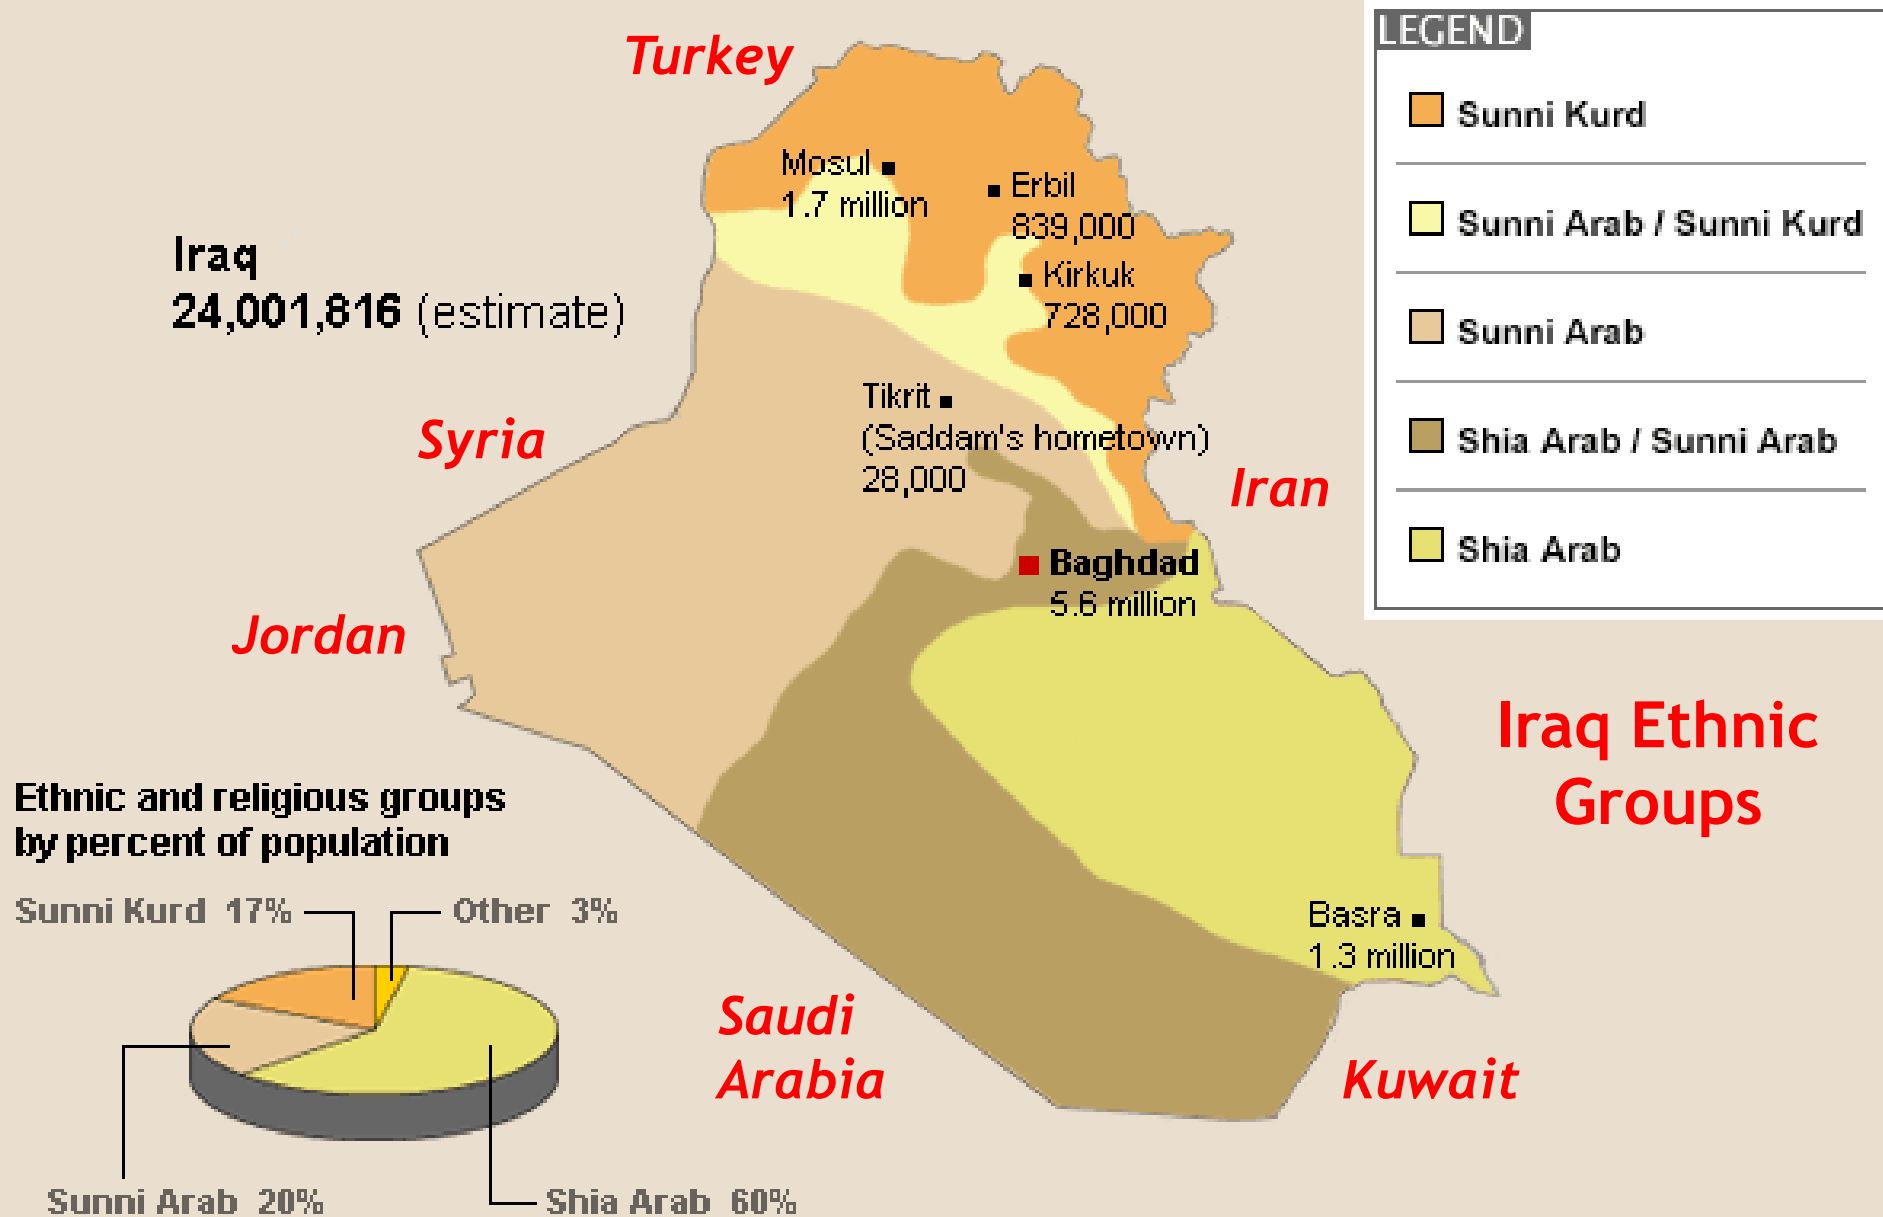 Turkey
LEGEND
Sunni Kurd
Sunni Arab / Sunni Kurd
Sunni Arab
Shia Arab / Sunni Arab
Shia Arab
Mosul
1.7 million
Erbil
839,000
Kirkuk
728,000
Iraq
24,001,816 (estimate)
Tikrit
(Saddam's hometown)
28,000
Syria
Iran
Baghdad
5.6 million
Jordan
Iraq Ethnic
Groups
Ethnic and religious groups
by percent of population
Sunni Kurd 17%
Other 3%
Basra
1.3 million
Saudi
Arabia
Kuwait
Sunni Arab 20%
Shia Arab 60%